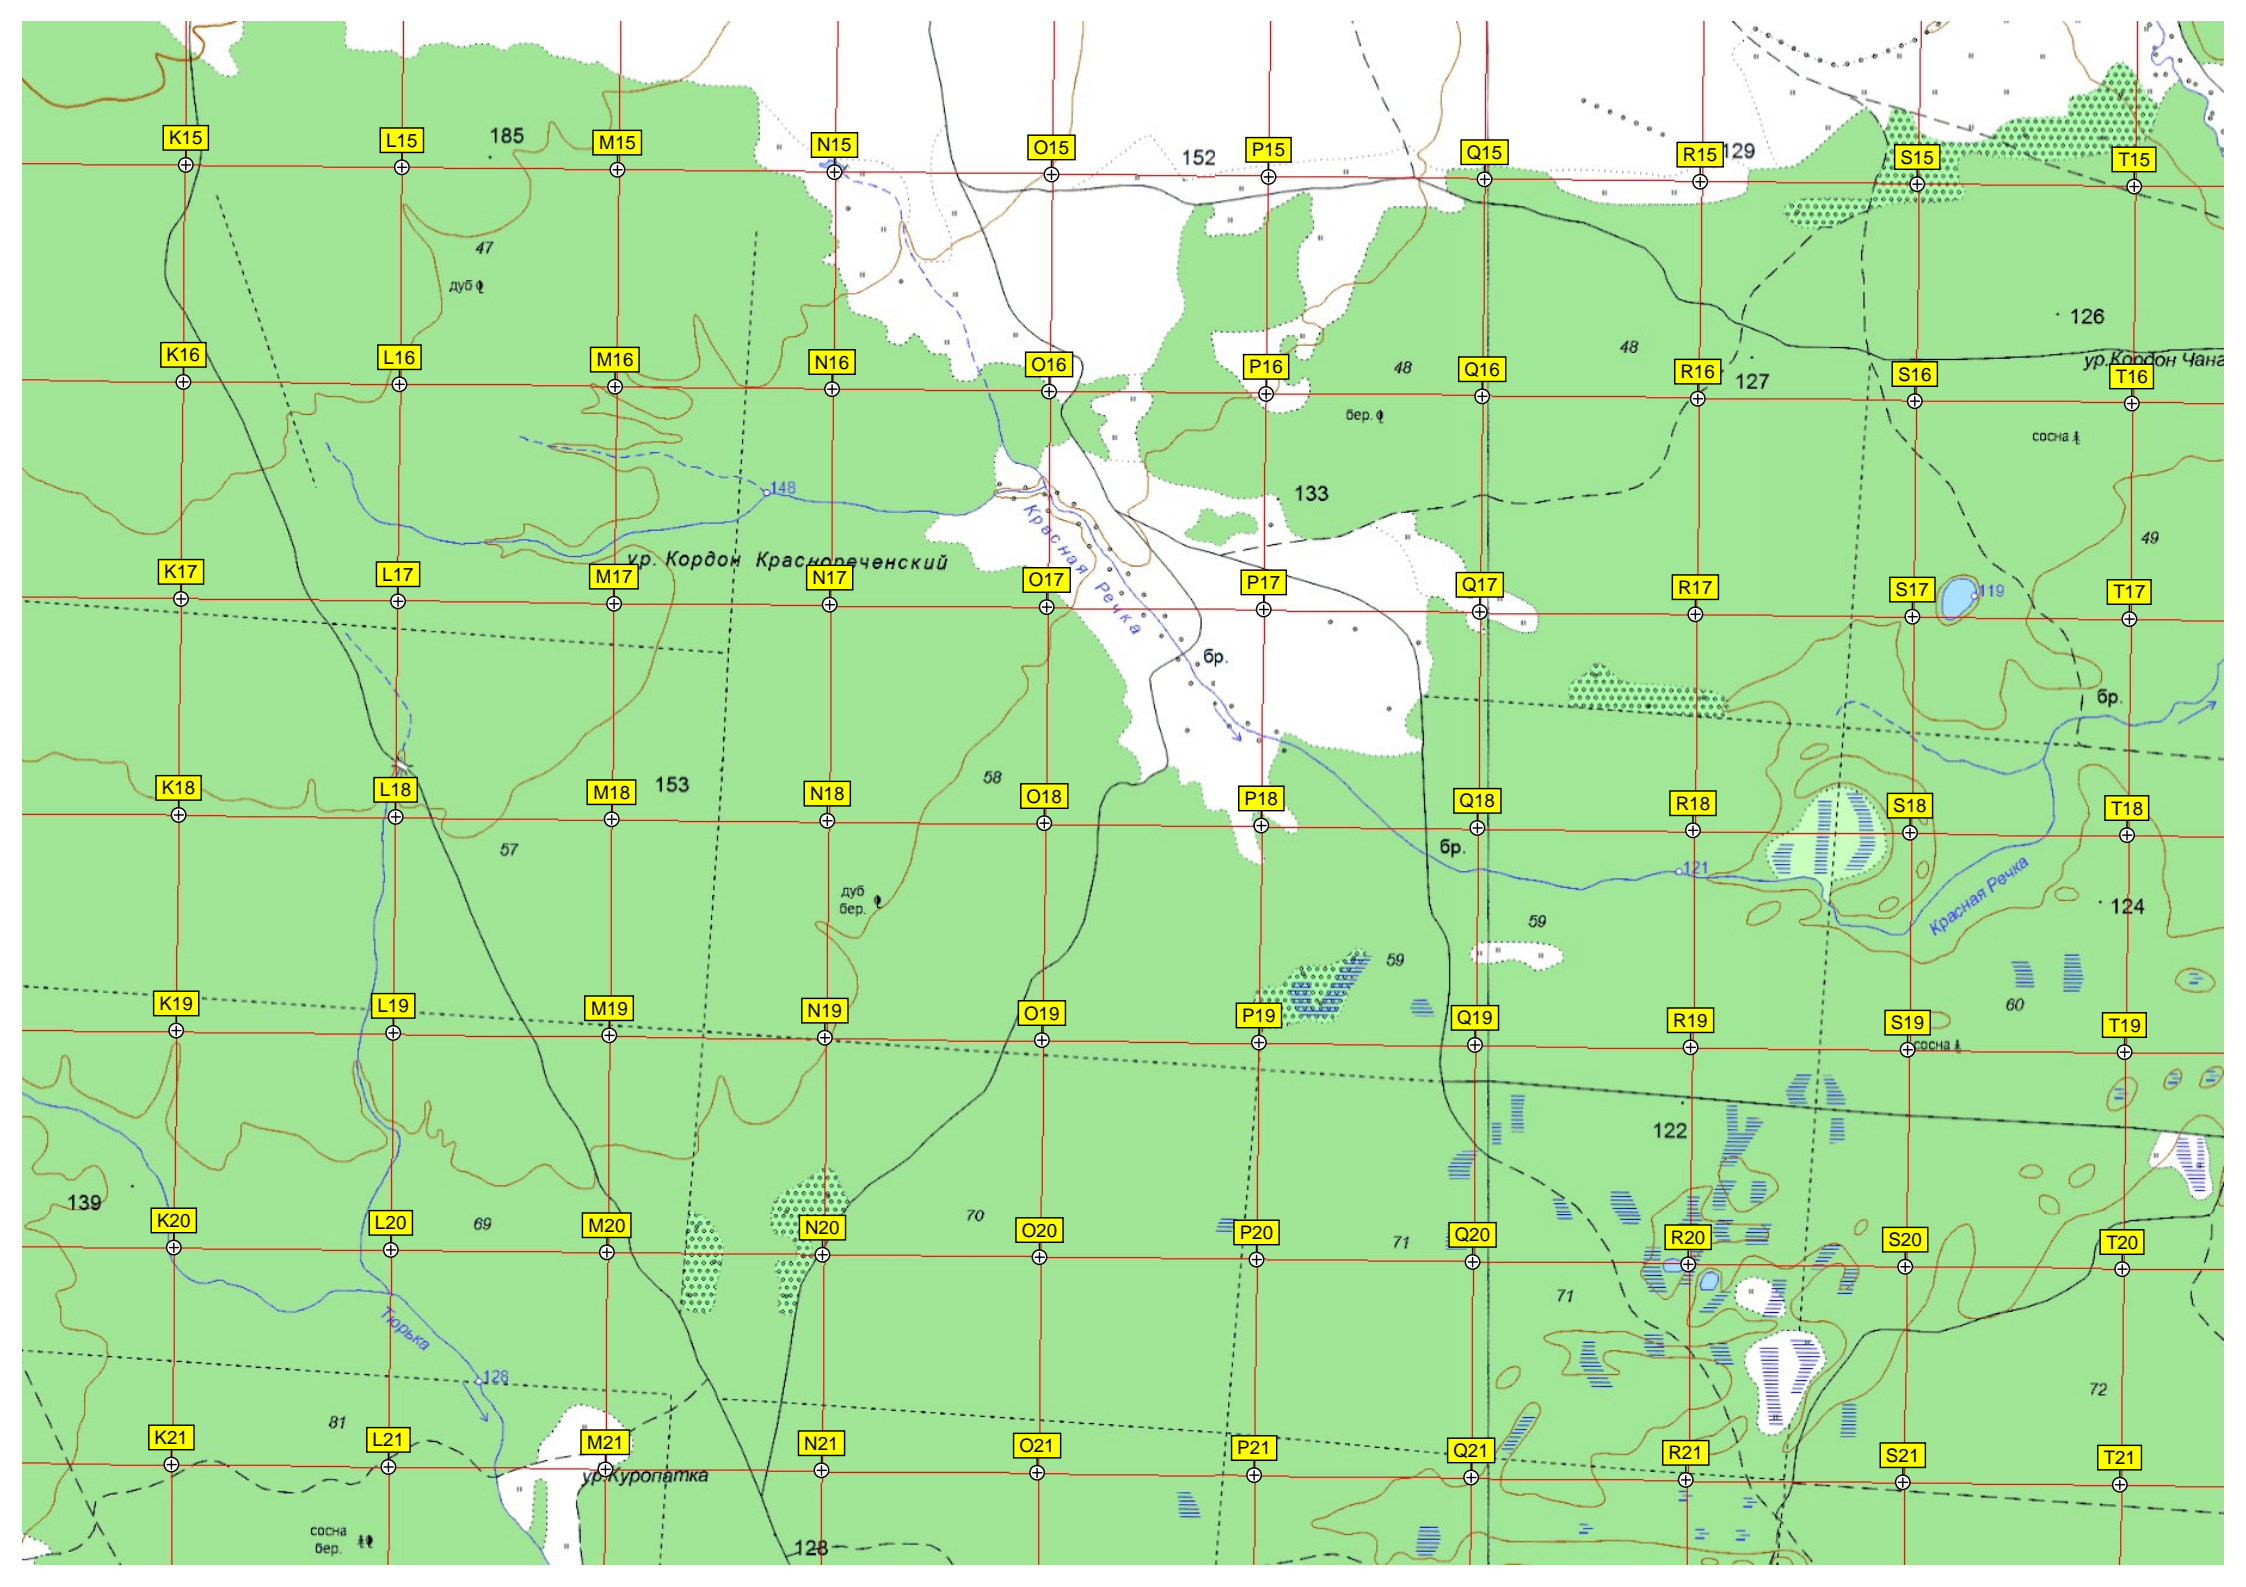 K15
L15
185
M15
N15
O15
152
P15
Q15
R15
129
S15
T15
47
дуб
126
K16
L16
M16
N16
O16
P16
48
Q16
48
R16
127
S16
ур.Кордон Чана
T16
бер.
сосна
148
133
Красная Речка
49
ур. Кордон Краснореченский
K17
L17
M17
N17
O17
P17
Q17
R17
S17
119
T17
бр.
бр.
K18
L18
M18
153
N18
58
O18
P18
Q18
R18
S18
T18
57
бр.
121
дуб
бер.
Красная Речка
124
59
59
60
K19
L19
M19
N19
O19
P19
Q19
R19
S19
T19
сосна
122
139
K20
L20
69
M20
N20
70
O20
P20
71
Q20
R20
S20
T20
71
Тюрька
128
72
81
K21
L21
M21
N21
O21
P21
Q21
R21
S21
T21
ур.Куропатка
сосна
бер.
128